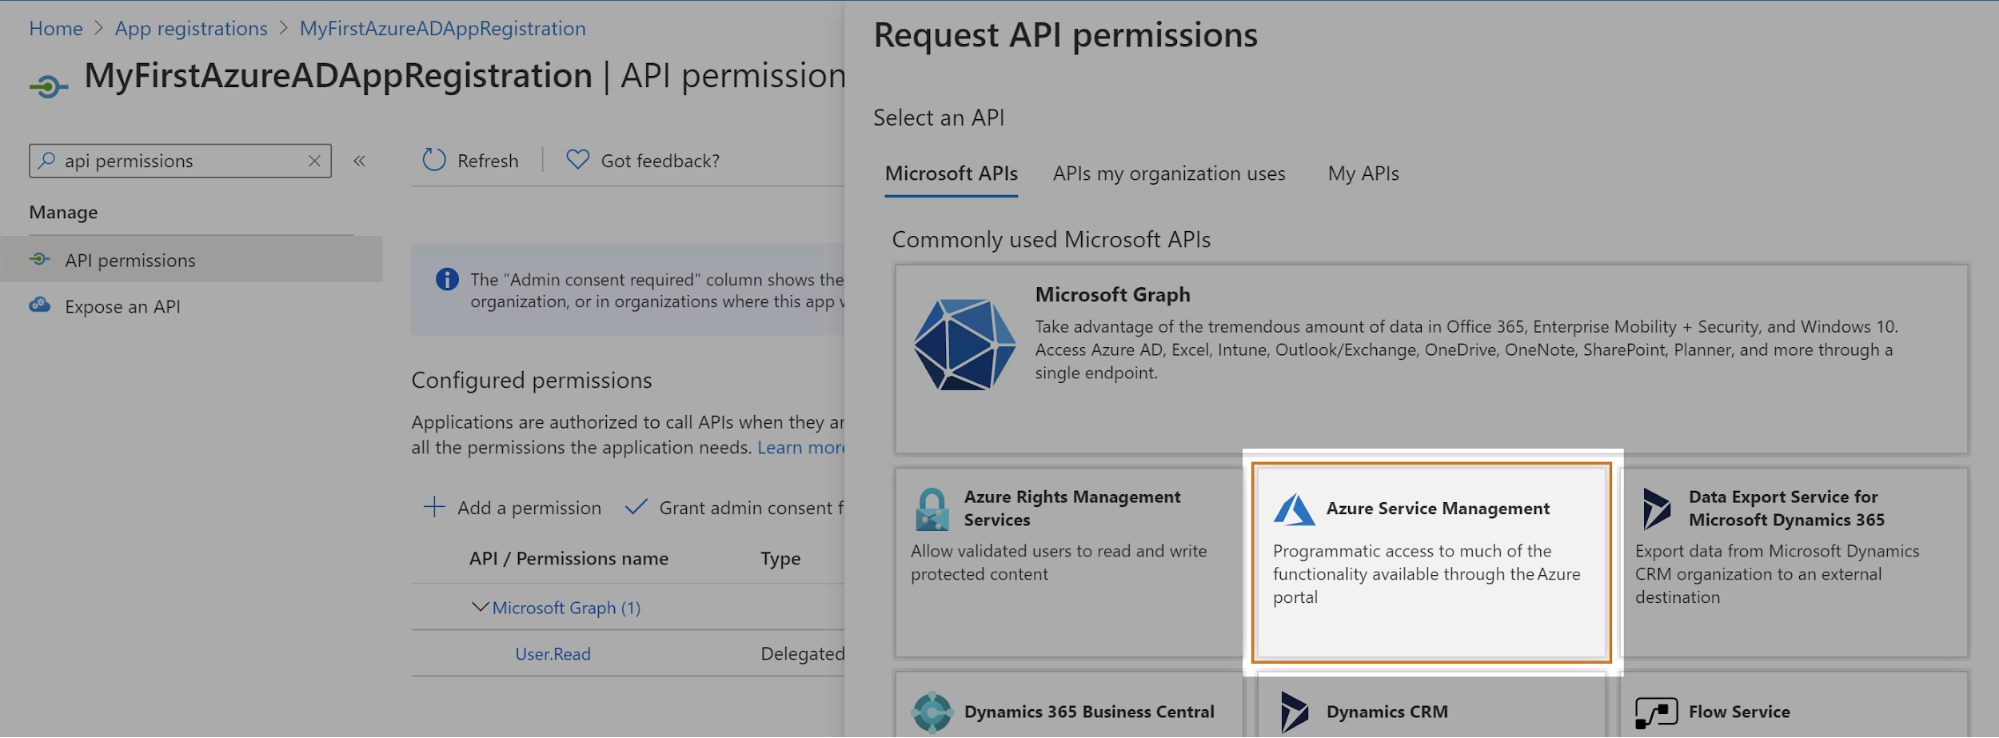 Home > App registrations > MyFirstAzureADAppRegistration
MyFirstAzureADAppRegistration | API permission
api permissions
Manage
API permissions
Expose an API
Refresh
Got feedback?
The "Admin consent required" column shows the
organization, or in organizations where this app
Configured permissions
Applications are authorized to call APIs when they
all the permissions the application needs. Learn more
Add a permission
Grant admin consent
API / Permissions name
Type
Microsoft Graph (1)
User.Read
Delegated
Request API permissions
Select an API
Microsoft APIs
APIs my organization uses
My APIs
Commonly used Microsoft APIs
Microsoft Graph
Take advantage of the tremendous amount of data in Office 365, Enterprise Mobility + Security, and Windows 10.
Access Azure AD, Excel, Intune, Outlook/Exchange, OneDrive, OneNote, SharePoint, Planner, and more through a
single endpoint.
Azure Rights Management
Services
Allow validated users to read and write
protected content
Azure Service Management
Programmatic access to much of the
functionality available through the Azure
portal
Data Export Service for
Microsoft Dynamics 365
Export data from Microsoft Dynamics
CRM organization to an external
destination
Dynamics 365 Business Central
Dynamics CRM
Flow Service